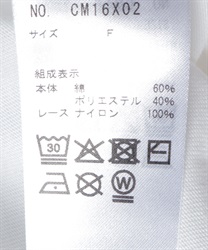 NO. CM16X02
サイズ F
組成表示
本体 綿 60%
ポリエステル 40%
レース ナイロン 100%
30
W